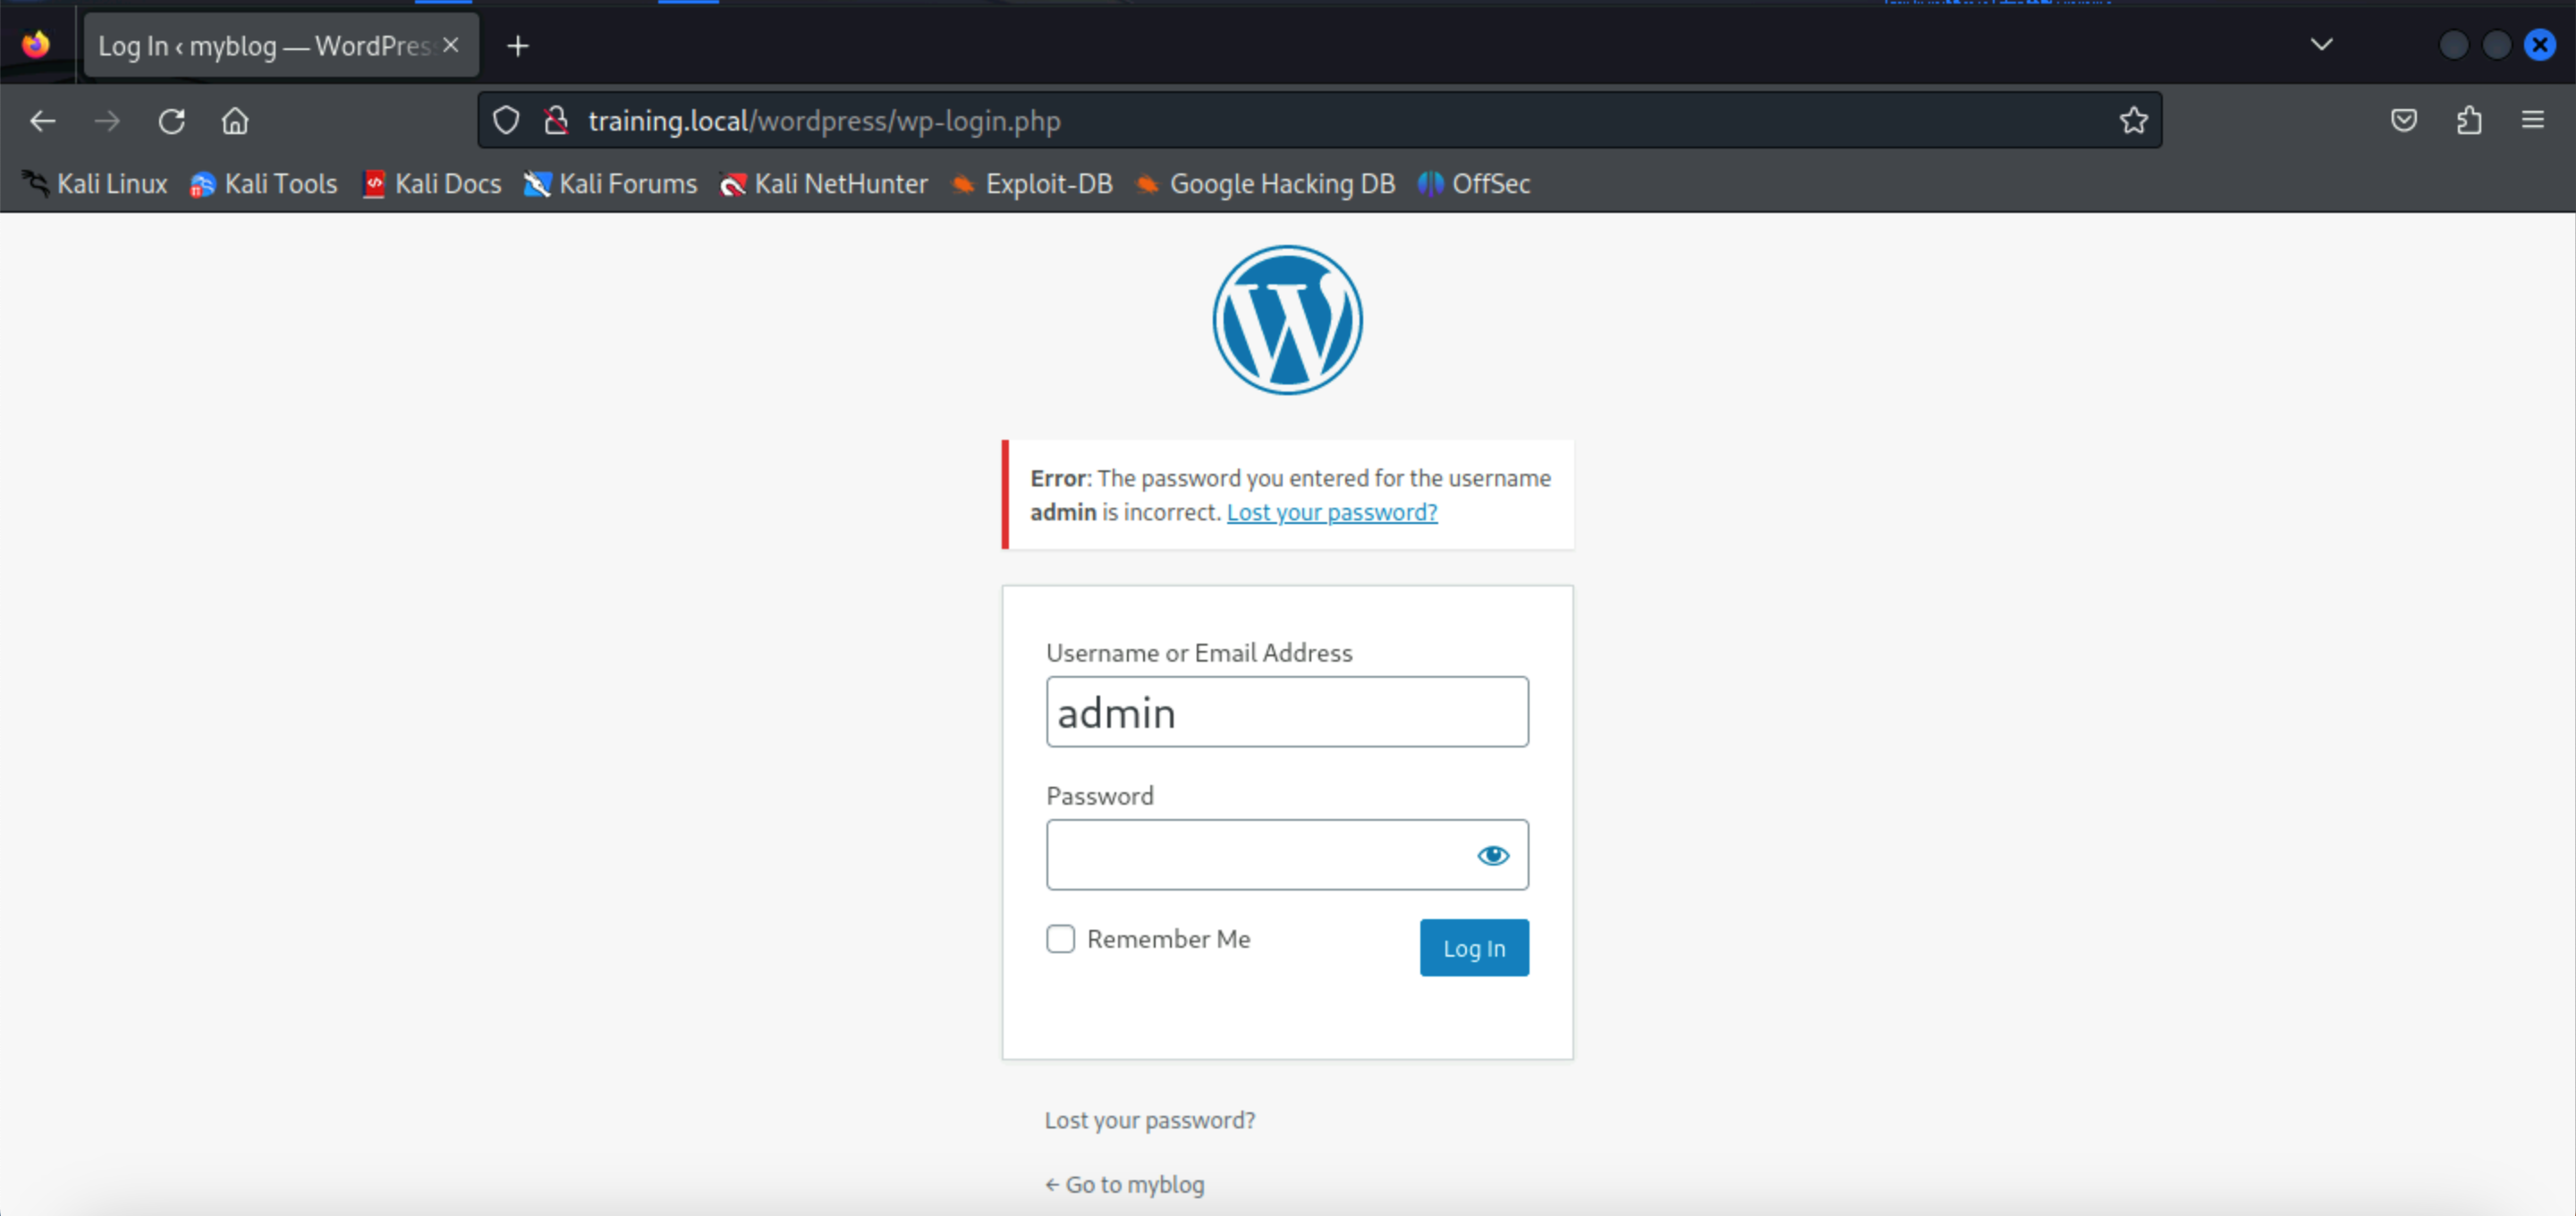 Log In ‹ myblog — WordPres
training.local/wordpress/wp-login.php
Kali Linux Kali Tools Kali Docs Kali Forums Kali NetHunter Exploit-DB Google Hacking DB OffSec
Error: The password you entered for the username
admin is incorrect. Lost your password?
Username or Email Address
admin
Password
Remember Me
Log In
Lost your password?
← Go to myblog